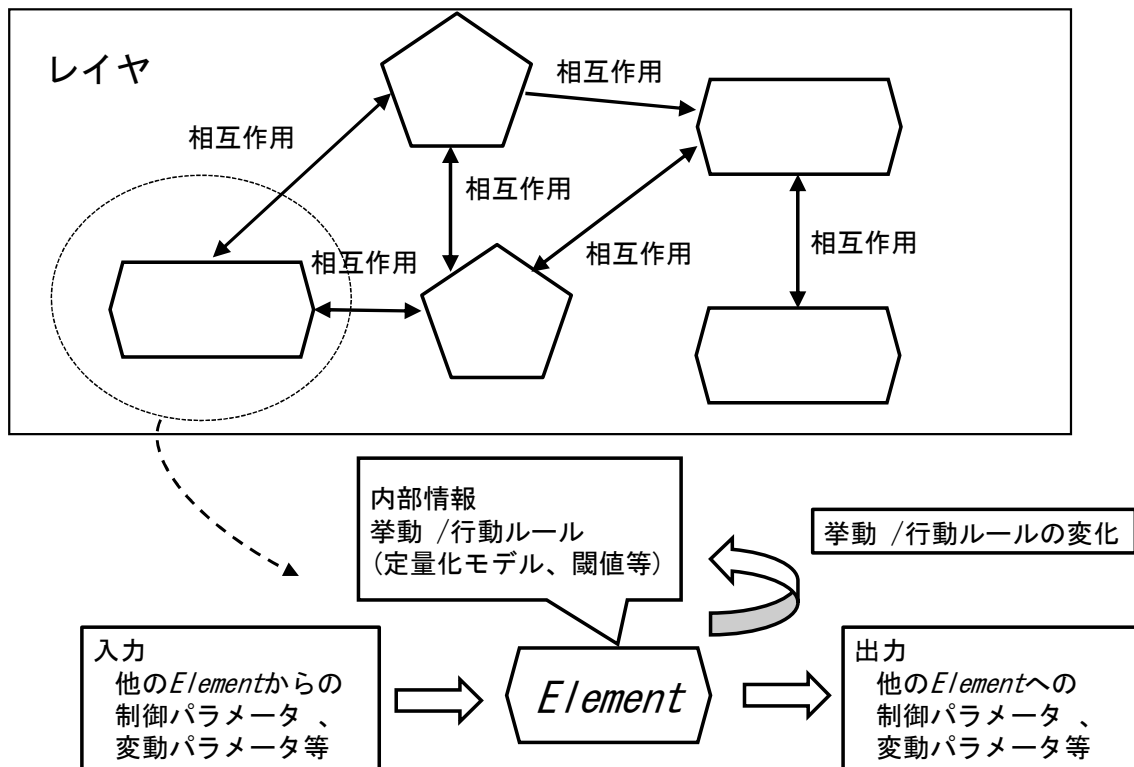 レイヤ
相互作用
相互作用
相互作用
相互作用
相互作用
相互作用
内部情報
挙動 /行動ルール
(定量化モデル、閾値等)
挙動 /行動ルールの変化
入力
他のElementからの
制御パラメータ 、
変動パラメータ等
Element
出力
他のElementへの
制御パラメータ 、
変動パラメータ等